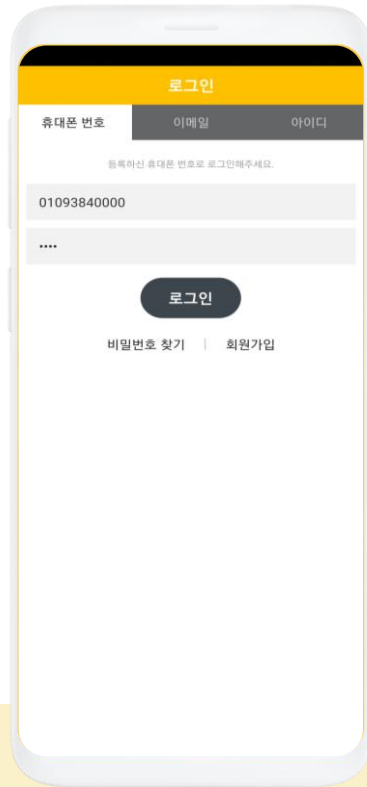 로그인
휴대폰 번호 이메일 아이디
등록하신 휴대폰 번호로 로그인해주세요.
01093840000
••••
로그인
비밀번호 찾기 | 회원가입